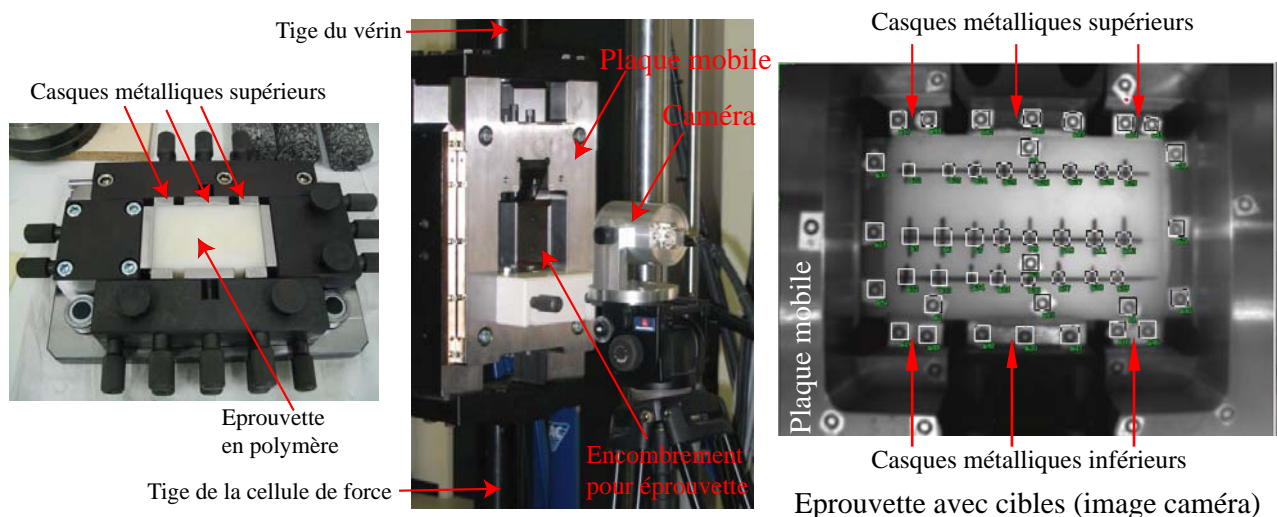 Tige du vérin
Casques métalliques supérieurs
Eprouvette
en polymère
Tige de la cellule de force
Plaque mobile
Caméra
Encombrement
pour éprouvette
Casques métalliques supérieurs
Plaque mobile
Casques métalliques inférieurs
Eprouvette avec cibles (image caméra)